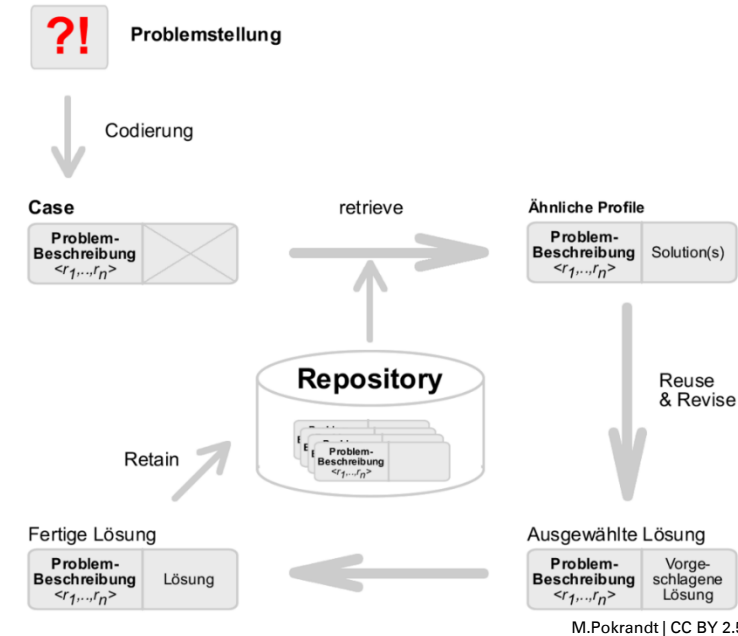 ?!
Problemstellung
Codierung
Case
Problem-
Beschreibung
<r1,..,rn>
retrieve
Ähnliche Profile
Problem-
Beschreibung
<r1,..,rn>
Solution(s)
Reuse
& Revise
Repository
Problem-
Beschreibung
<r1,..,rn>
Retain
Fertige Lösung
Problem-
Beschreibung
<r1,..,rn>
Lösung
Ausgewählte Lösung
Problem-
Beschreibung
<r1,..,rn>
Vorge-
schlagene
Lösung
M.Pokrandt | CC BY 2.5